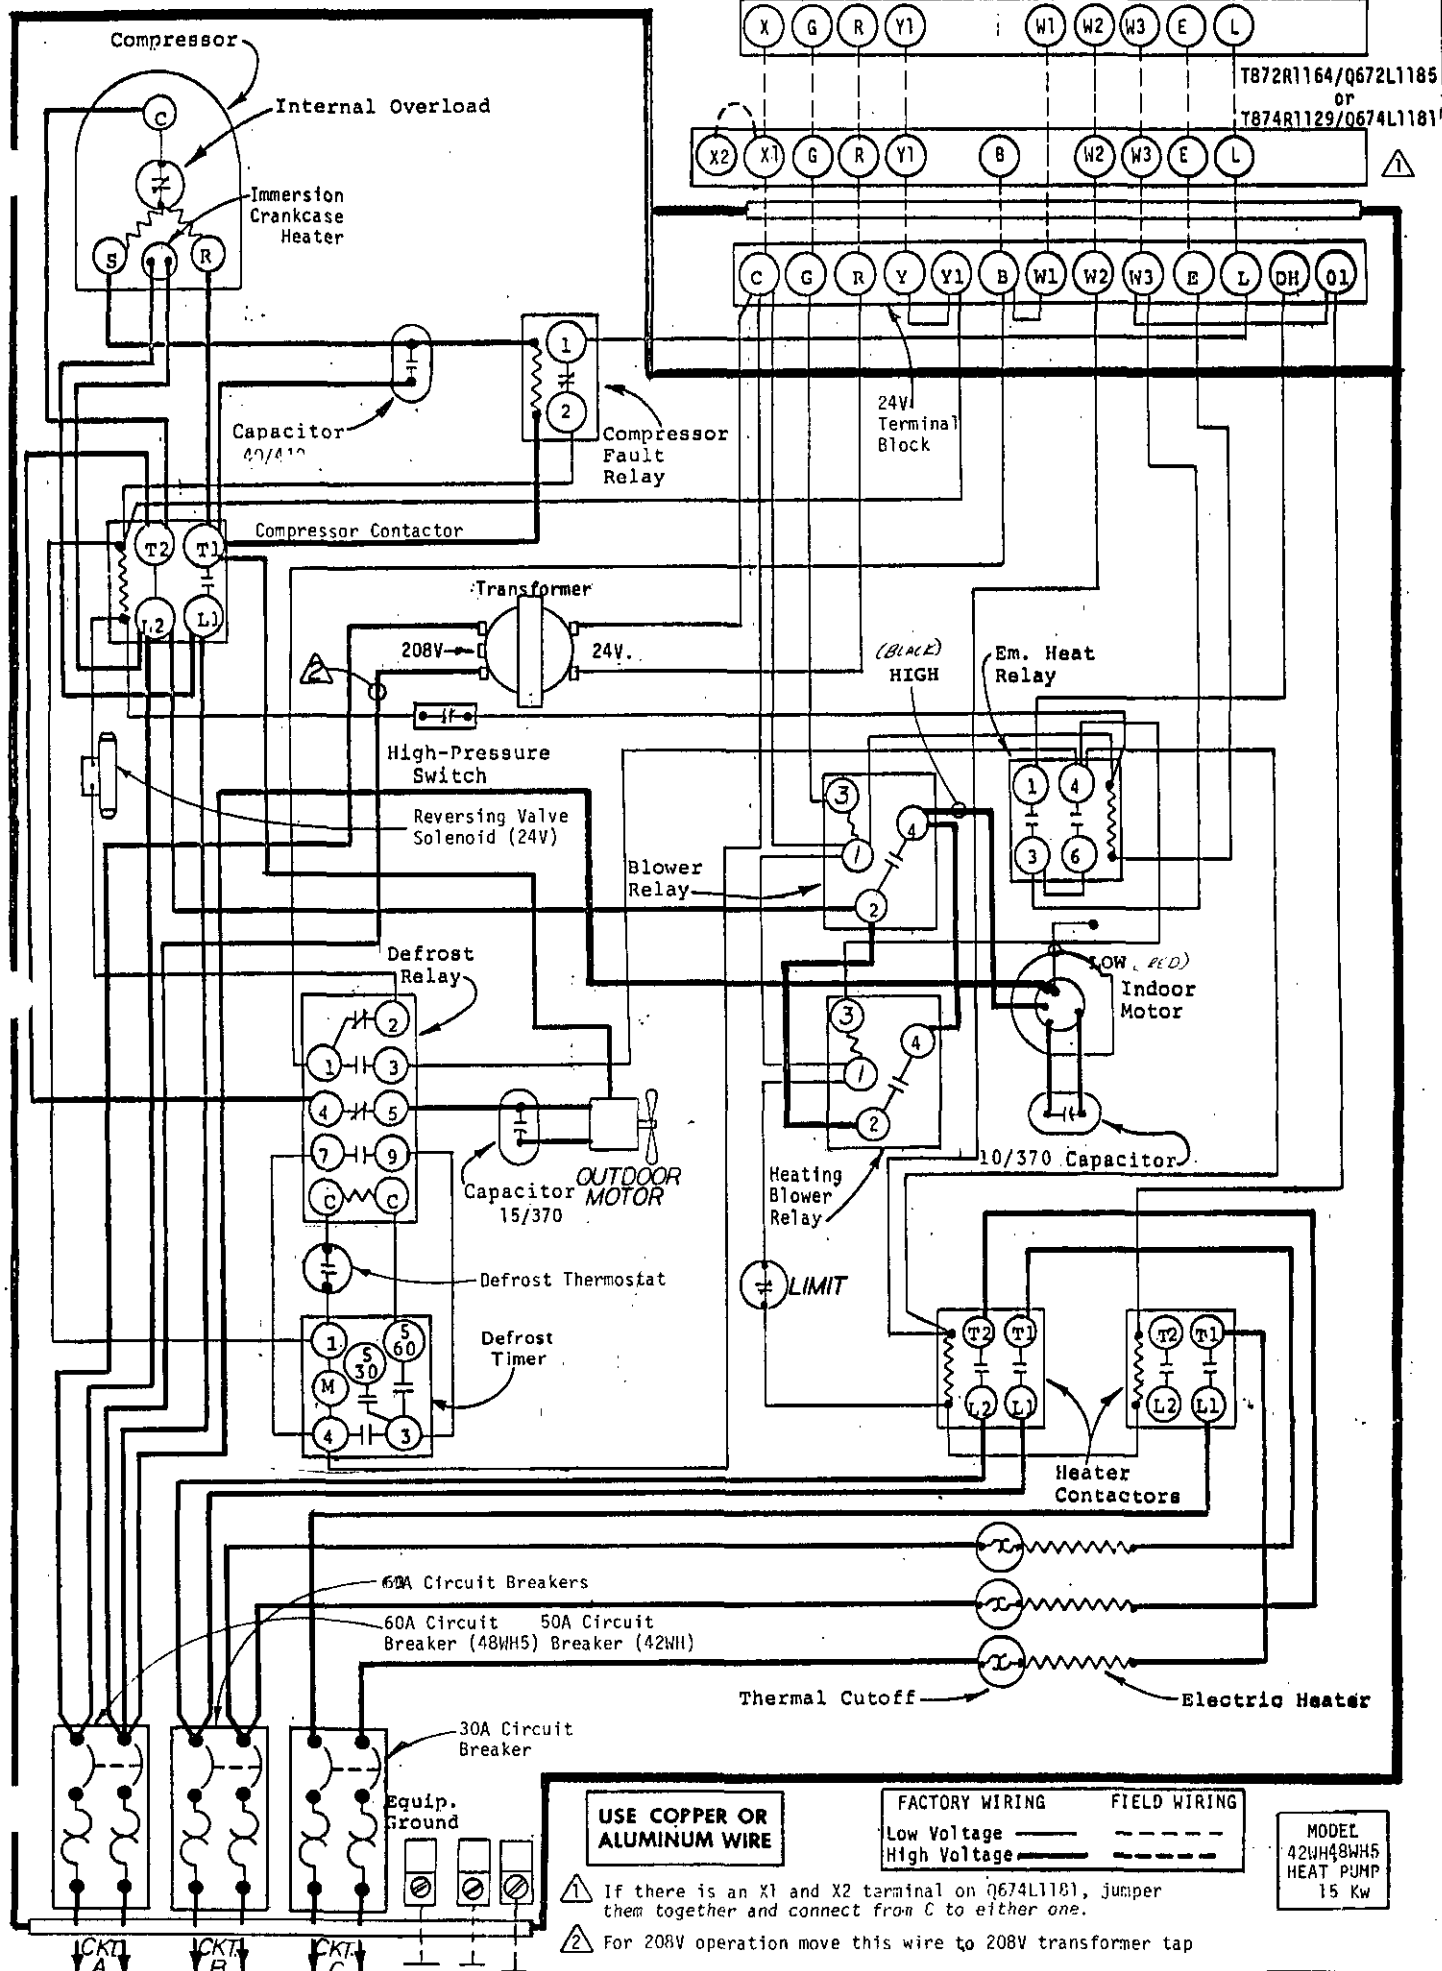 X G R Y1 W1 W2 W3 E L
T872R1164/Q672L1185
or
T874R1129/Q674L1181
X2 X1 G R Y1 B W2 W3 E L
1
C G R Y Y1 B W1 W2 W3 E L DH O1
24V
Terminal
Block
Compressor
Internal Overload
Immersion
Crankcase
Heater
C
S R
Capacitor
1
2
Compressor
Fault
Relay
Compressor Contactor
T2 T1
L2 L1
Transformer
208V
24V.
2
High-Pressure
Switch
Reversing Valve
Solenoid (24V)
(BLACK)
HIGH
Em. Heat
Relay
1 4
3 6
3
4
1
2
Blower
Relay
LOW (RED)
Indoor
Motor
3
4
1
2
Heating
Blower
Relay
10/370 Capacitor
Defrost
Relay
2
1 3
4 5
7 9
C C
Capacitor
15/370
OUTDOOR
MOTOR
Defrost Thermostat
LIMIT
Defrost
Timer
1 S 30 S 60
M
4 3
T2 T1
L2 L1
T2 T1
L2 L1
Heater
Contactors
60A Circuit Breakers
60A Circuit 50A Circuit
Breaker (48WH5) Breaker (42WH)
Thermal Cutoff
Electric Heater
30A Circuit
Breaker
Equip.
Ground
CKT. A
CKT. B
CKT. C
USE COPPER OR
ALUMINUM WIRE
FACTORY WIRING FIELD WIRING
Low Voltage
High Voltage
MODEL
42WH48WH5
HEAT PUMP
15 Kw
1 If there is an X1 and X2 terminal on Q674L1181, jumper
them together and connect from C to either one.
2 For 208V operation move this wire to 208V transformer tap